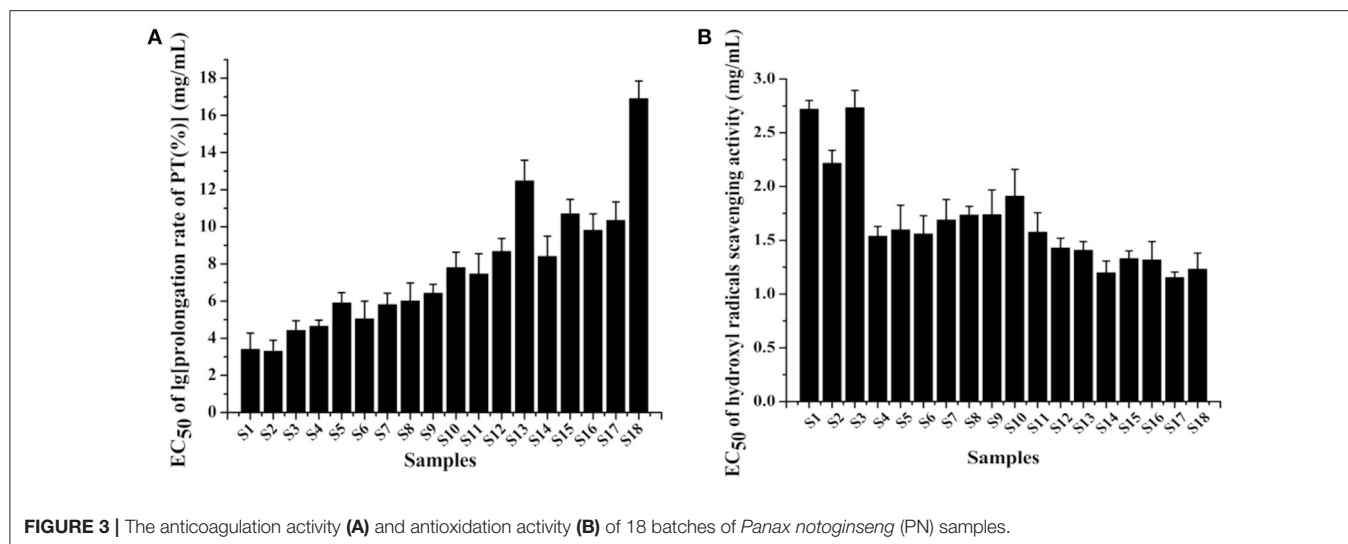 A
EC50 of lg[prolongation rate of PT(%)] (mg/mL)
18
16
14
12
10
8
6
4
2
0
S1 S2 S3 S4 S5 S6 S7 S8 S9 S10 S11 S12 S13 S14 S15 S16 S17 S18
Samples
B
EC50 of hydroxyl radicals scavenging activity (mg/mL)
3.0
2.5
2.0
1.5
1.0
0.5
0.0
S1 S2 S3 S4 S5 S6 S7 S8 S9 S10 S11 S12 S13 S14 S15 S16 S17 S18
Samples
FIGURE 3 | The anticoagulation activity (A) and antioxidation activity (B) of 18 batches of Panax notoginseng (PN) samples.